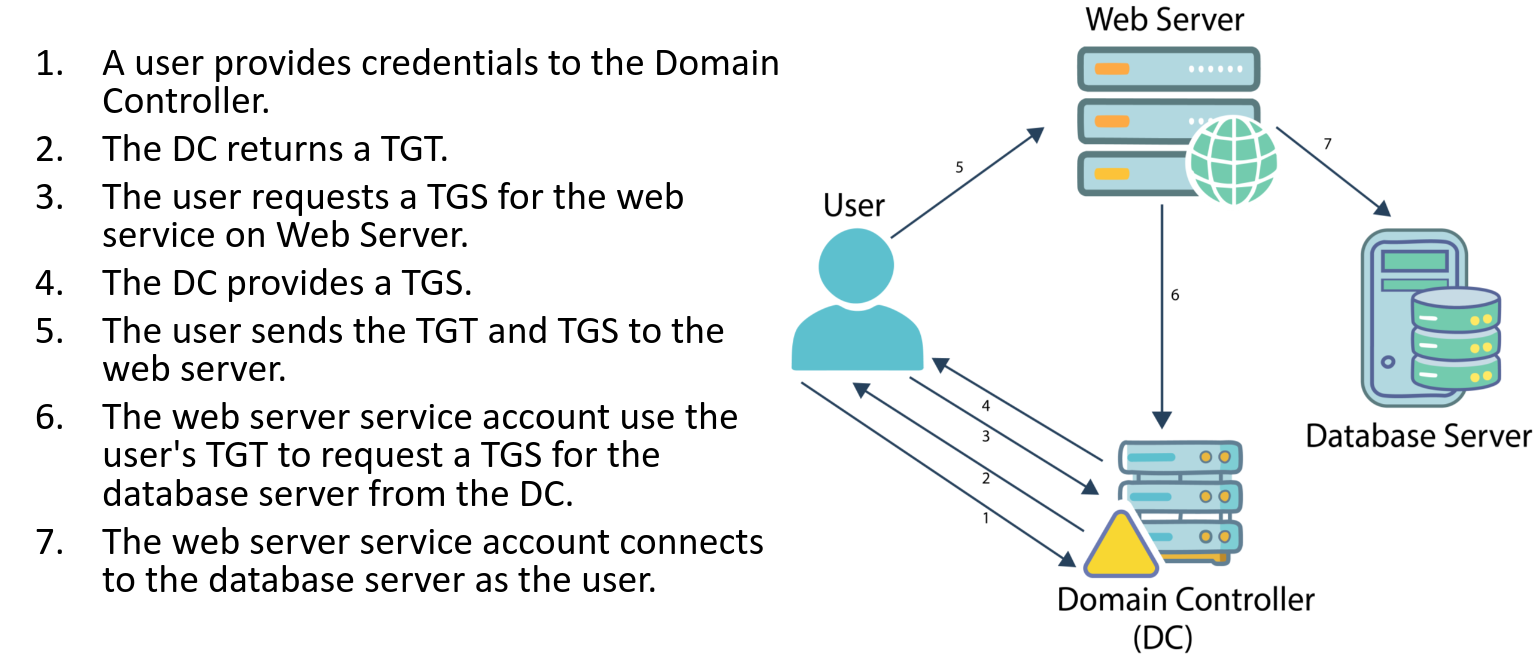 1. A user provides credentials to the Domain
Controller.
2. The DC returns a TGT.
3. The user requests a TGS for the web
service on Web Server.
4. The DC provides a TGS.
5. The user sends the TGT and TGS to the
web server.
6. The web server service account use the
user's TGT to request a TGS for the
database server from the DC.
7. The web server service account connects
to the database server as the user.
Web Server
7
5
User
6
4
3
2
1
Database Server
Domain Controller
(DC)